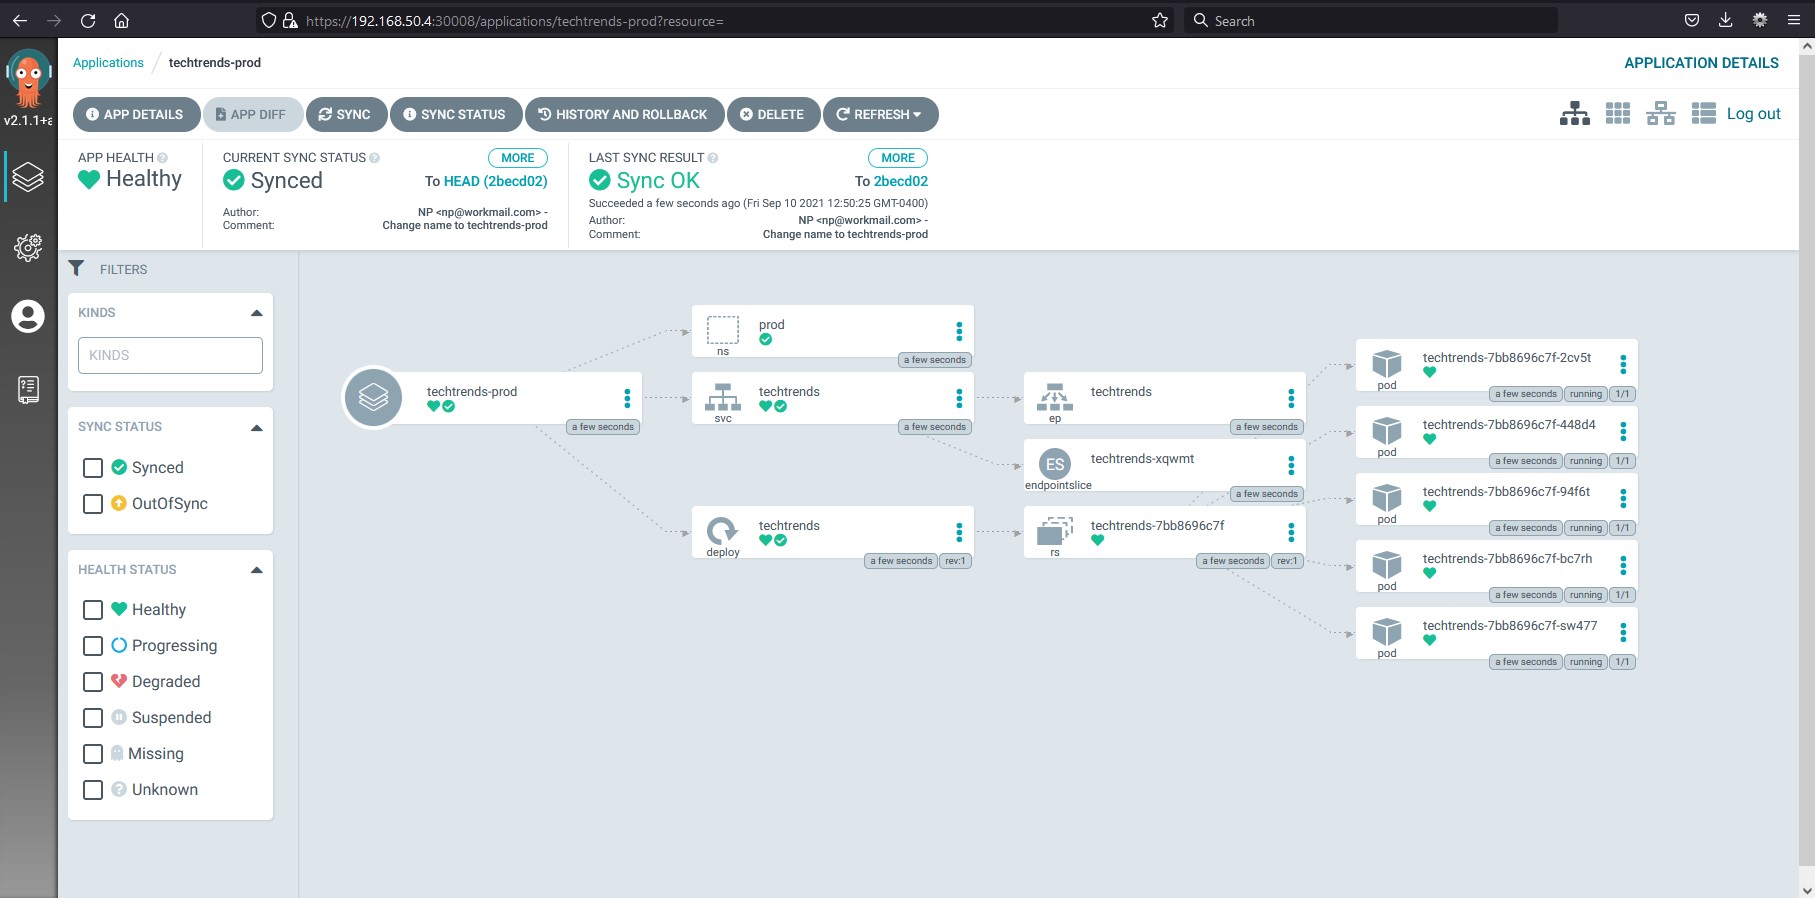 https://192.168.50.4:30008/applications/techtrends-prod?resource=
Search
v2.1.1+a
Applications / techtrends-prod
APPLICATION DETAILS
APP DETAILS
APP DIFF
SYNC
SYNC STATUS
HISTORY AND ROLLBACK
DELETE
REFRESH
Log out
APP HEALTH
Healthy
CURRENT SYNC STATUS
MORE
Synced
To HEAD (2becd02)
Author:
NP <np@workmail.com> -
Comment:
Change name to techtrends-prod
LAST SYNC RESULT
MORE
Sync OK
To 2becd02
Succeeded a few seconds ago (Fri Sep 10 2021 12:50:25 GMT-0400)
Author:
NP <np@workmail.com> -
Comment:
Change name to techtrends-prod
FILTERS
KINDS
KINDS
SYNC STATUS
Synced
OutOfSync
HEALTH STATUS
Healthy
Progressing
Degraded
Suspended
Missing
Unknown
techtrends-prod
a few seconds
prod
ns
a few seconds
techtrends
svc
a few seconds
techtrends
deploy
a few seconds
rev:1
techtrends
ep
a few seconds
ES
techtrends-xqwmt
endpointslice
a few seconds
techtrends-7bb8696c7f
rs
a few seconds
rev:1
techtrends-7bb8696c7f-2cv5t
pod
a few seconds
running
1/1
techtrends-7bb8696c7f-448d4
pod
a few seconds
running
1/1
techtrends-7bb8696c7f-94f6t
pod
a few seconds
running
1/1
techtrends-7bb8696c7f-bc7rh
pod
a few seconds
running
1/1
techtrends-7bb8696c7f-sw477
pod
a few seconds
running
1/1